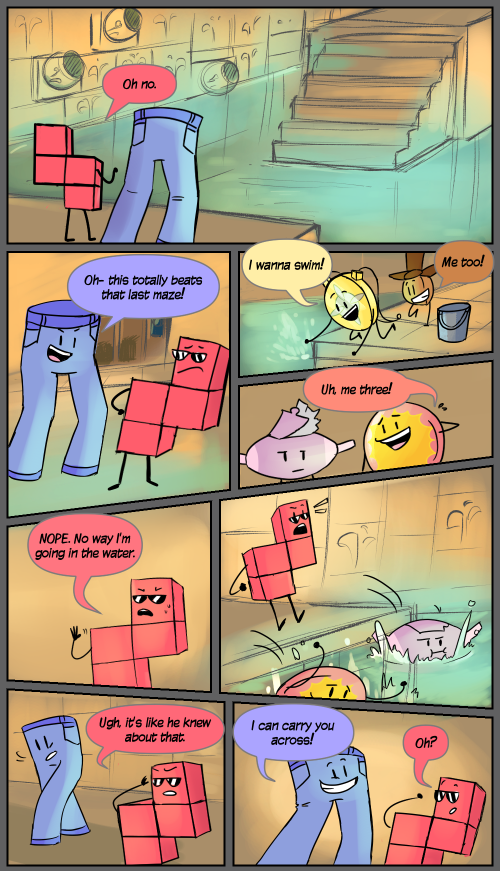 Oh no.
Oh- this totally beats
that last maze!
I wanna swim!
Me too!
Uh, me three!
NOPE. No way I'm
going in the water.
Ugh, it's like he knew
about that.
I can carry you
across!
Oh?